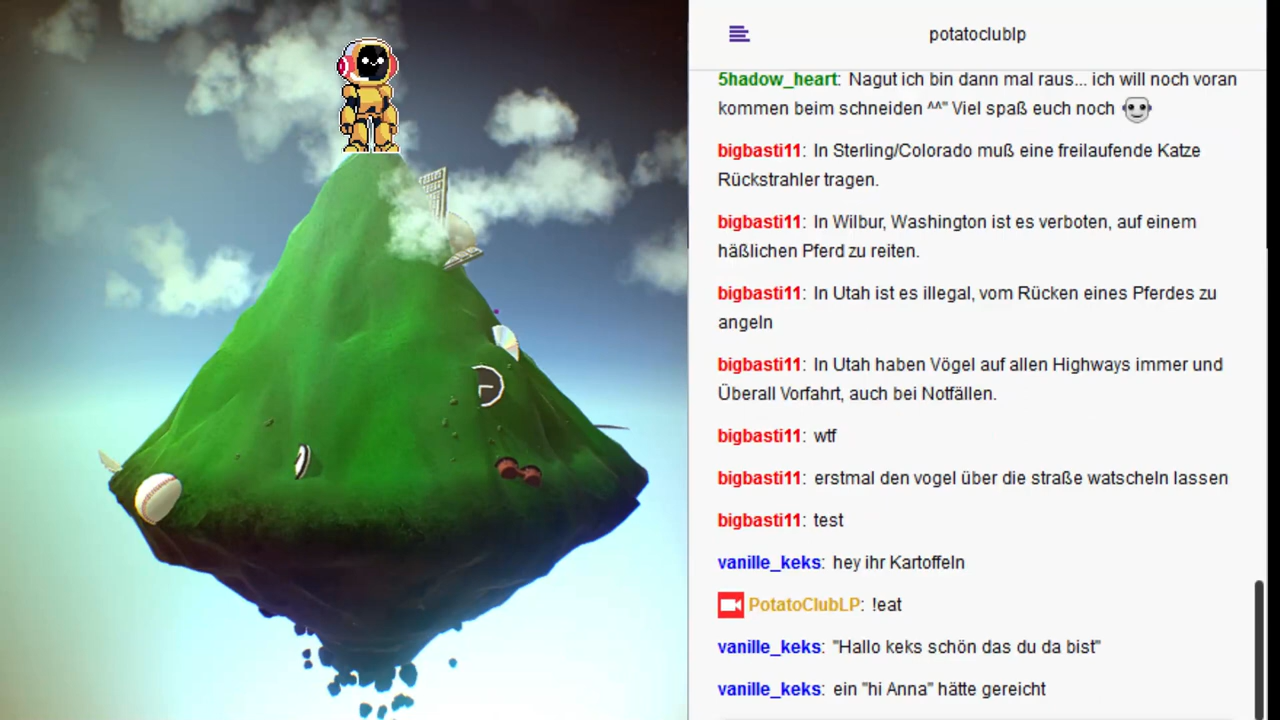 potatoclublp
5hadow_heart: Nagut ich bin dann mal raus... ich will noch voran
kommen beim schneiden ^^" Viel spaß euch noch
bigbasti11: In Sterling/Colorado muß eine freilaufende Katze
Rückstrahler tragen.
bigbasti11: In Wilbur, Washington ist es verboten, auf einem
häßlichen Pferd zu reiten.
bigbasti11: In Utah ist es illegal, vom Rücken eines Pferdes zu
angeln
bigbasti11: In Utah haben Vögel auf allen Highways immer und
Überall Vorfahrt, auch bei Notfällen.
bigbasti11: wtf
bigbasti11: erstmal den vogel über die straße watscheln lassen
bigbasti11: test
vanille_keks: hey ihr Kartoffeln
PotatoClubLP: !eat
vanille_keks: "Hallo keks schön das du da bist"
vanille_keks: ein "hi Anna" hätte gereicht